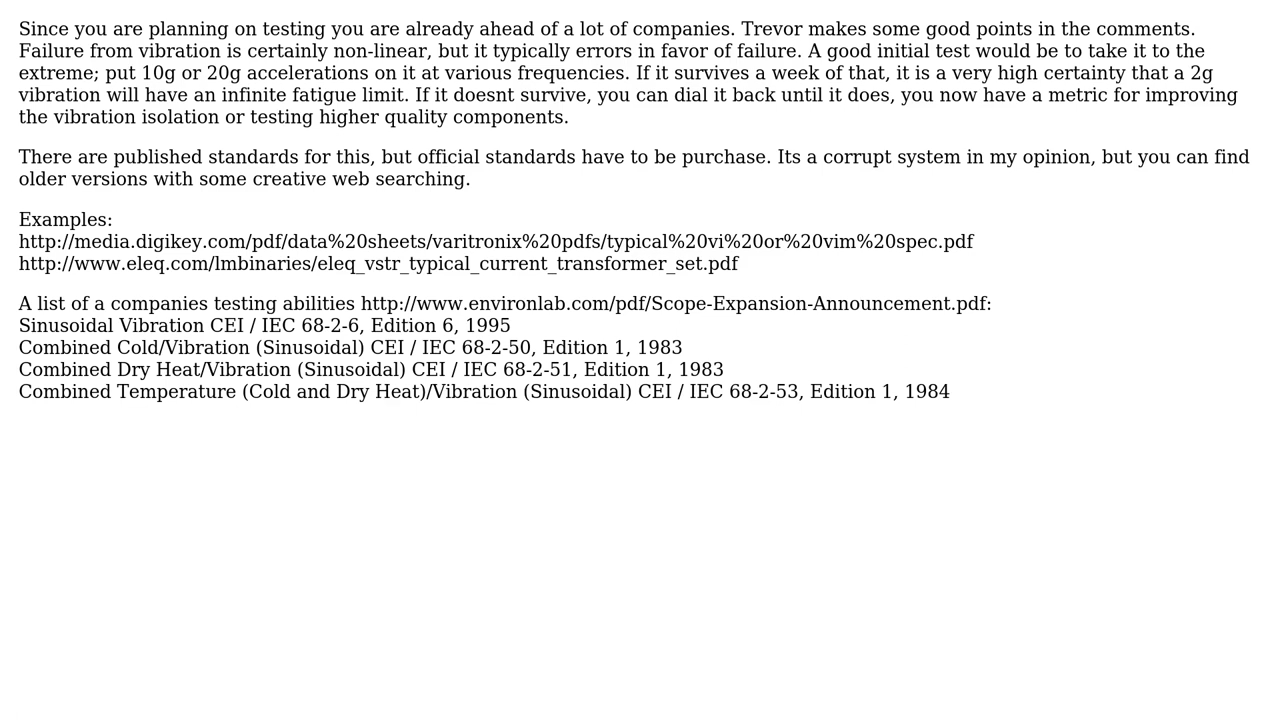 Since you are planning on testing you are already ahead of a lot of companies. Trevor makes some good points in the comments.
Failure from vibration is certainly non-linear, but it typically errors in favor of failure. A good initial test would be to take it to the
extreme; put 10g or 20g accelerations on it at various frequencies. If it survives a week of that, it is a very high certainty that a 2g
vibration will have an infinite fatigue limit. If it doesnt survive, you can dial it back until it does, you now have a metric for improving
the vibration isolation or testing higher quality components.
There are published standards for this, but official standards have to be purchase. Its a corrupt system in my opinion, but you can find
older versions with some creative web searching.
Examples:
http://media.digikey.com/pdf/data%20sheets/varitronix%20pdfs/typical%20vi%20or%20vim%20spec.pdf
http://www.eleq.com/lmbinaries/eleq_vstr_typical_current_transformer_set.pdf
A list of a companies testing abilities http://www.environlab.com/pdf/Scope-Expansion-Announcement.pdf:
Sinusoidal Vibration CEI / IEC 68-2-6, Edition 6, 1995
Combined Cold/Vibration (Sinusoidal) CEI / IEC 68-2-50, Edition 1, 1983
Combined Dry Heat/Vibration (Sinusoidal) CEI / IEC 68-2-51, Edition 1, 1983
Combined Temperature (Cold and Dry Heat)/Vibration (Sinusoidal) CEI / IEC 68-2-53, Edition 1, 1984